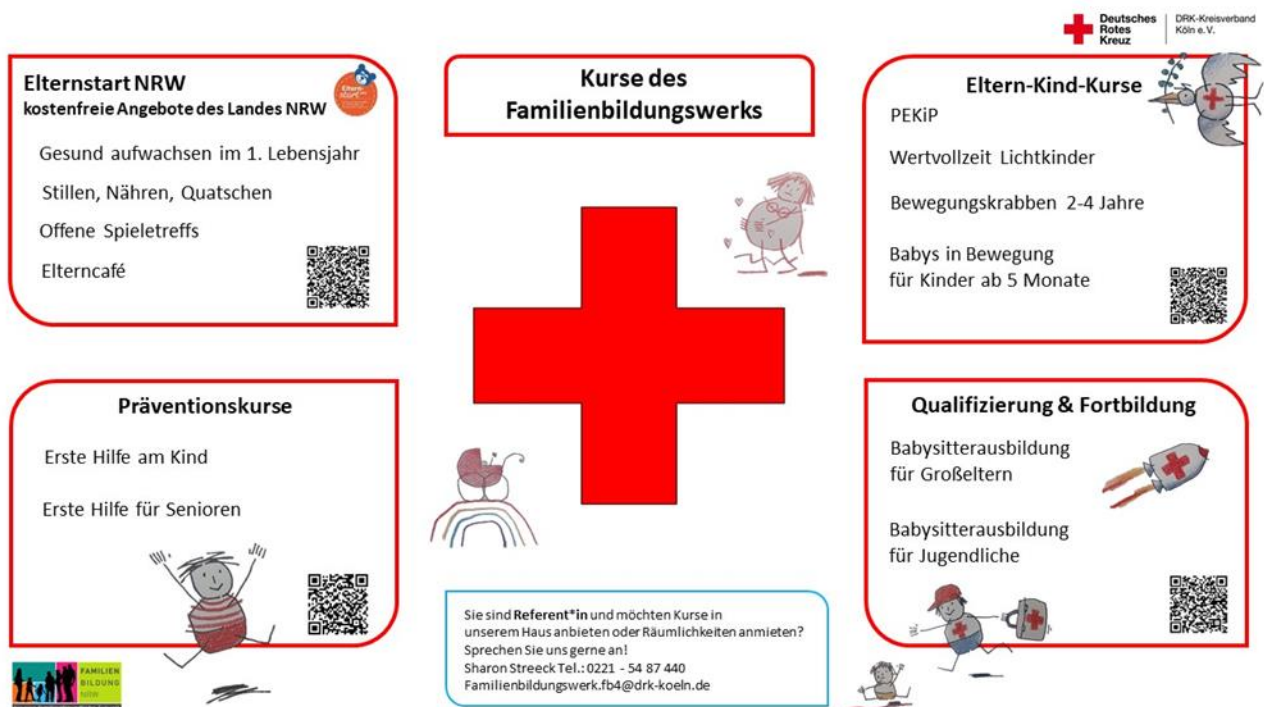 Deutsches
Rotes
Kreuz
DRK-Kreisverband
Köln e.V.
Elternstart NRW
kostenfreie Angebote des Landes NRW
Eltern-
start
Gesund aufwachsen im 1. Lebensjahr
Stillen, Nähren, Quatschen
Offene Spieletreffs
Elterncafé
Kurse des
Familienbildungswerks
Eltern-Kind-Kurse
PEKiP
Wertvollzeit Lichtkinder
Bewegungskrabben 2-4 Jahre
Babys in Bewegung
für Kinder ab 5 Monate
Präventionskurse
Erste Hilfe am Kind
Erste Hilfe für Senioren
Qualifizierung & Fortbildung
Babysitterausbildung
für Großeltern
Babysitterausbildung
für Jugendliche
Sie sind Referent*in und möchten Kurse in
unserem Haus anbieten oder Räumlichkeiten anmieten?
Sprechen Sie uns gerne an!
Sharon Streeck Tel.: 0221 - 54 87 440
Familienbildungswerk.fb4@drk-koeln.de
FAMILIEN
BILDUNG
NRW